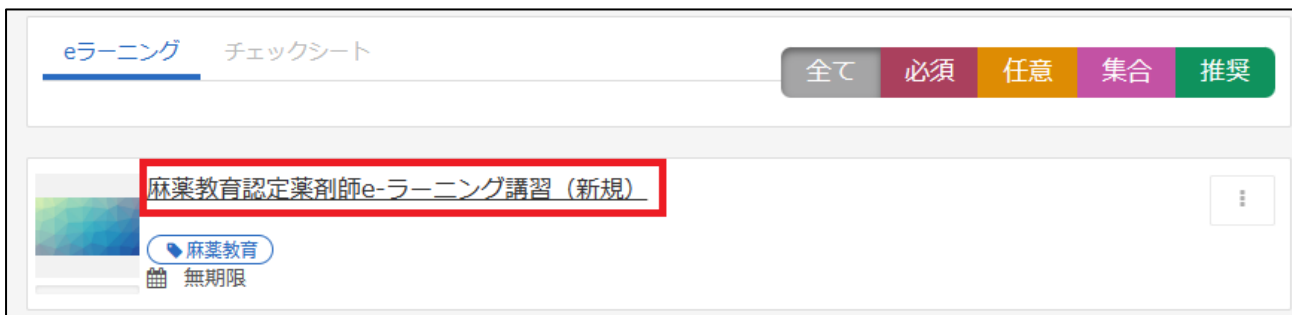 eラーニング チェックシート
全て 必須 任意 集合 推奨
麻薬教育認定薬剤師e-ラーニング講習（新規）
麻薬教育
無期限